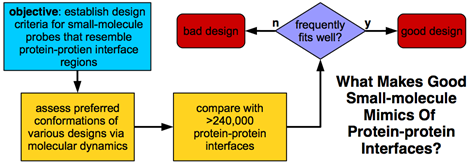 objective: establish design
criteria for small-molecule
probes that resemble
protein-protien interface
regions
assess preferred
conformations of
various designs via
molecular dynamics
compare with
>240,000
protein-protein
interfaces
bad design
n
frequently
fits well?
y
good design
What Makes Good
Small-molecule
Mimics Of
Protein-protein
Interfaces?